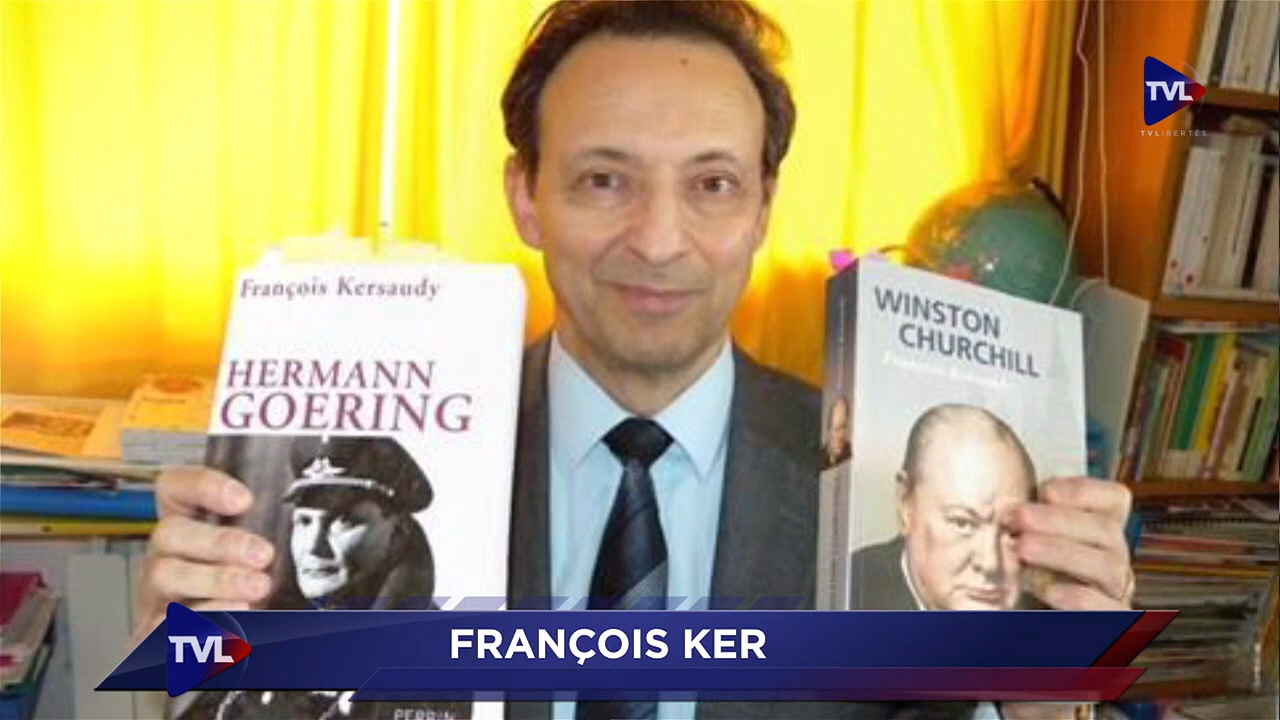 TVL
TVLIBERTÉS
François Kersaudy
HERMANN
GOERING
WINSTON
CHURCHILL
TVL
FRANÇOIS KER
PERRIN